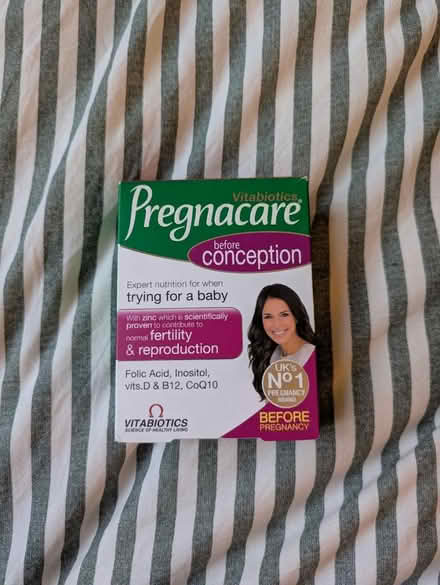 Vitabiotics
Pregnacare®
before
conception
Expert nutrition for when
trying for a baby
With zinc which is scientifically
proven to contribute to
normal fertility
& reproduction
Folic Acid, Inositol,
vits.D & B12, CoQ10
UK's
Nº1
PREGNANCY
BRAND
VITABIOTICS
SCIENCE OF HEALTHY LIVING
BEFORE
PREGNANCY